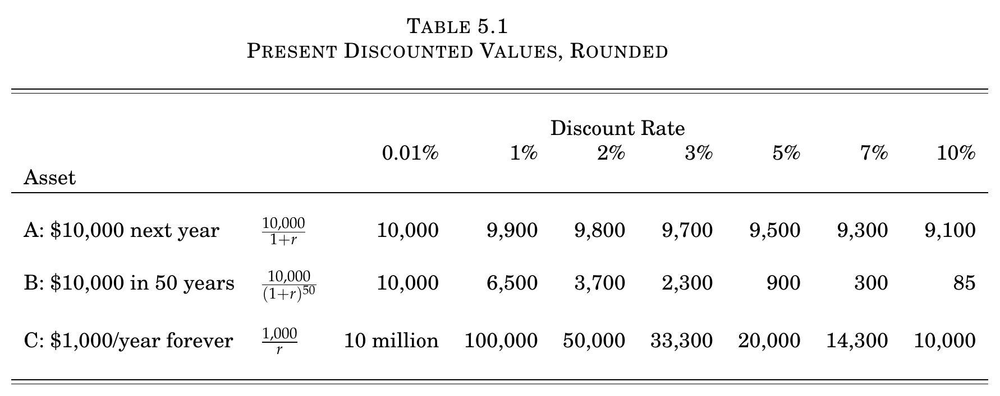 TABLE 5.1
PRESENT DISCOUNTED VALUES, ROUNDED
Discount Rate
0.01% 1% 2% 3% 5% 7% 10%
Asset
A: $10,000 next year 10,000/1+r 10,000 9,900 9,800 9,700 9,500 9,300 9,100
B: $10,000 in 50 years 10,000/(1+r)^50 10,000 6,500 3,700 2,300 900 300 85
C: $1,000/year forever 1,000/r 10 million 100,000 50,000 33,300 20,000 14,300 10,000